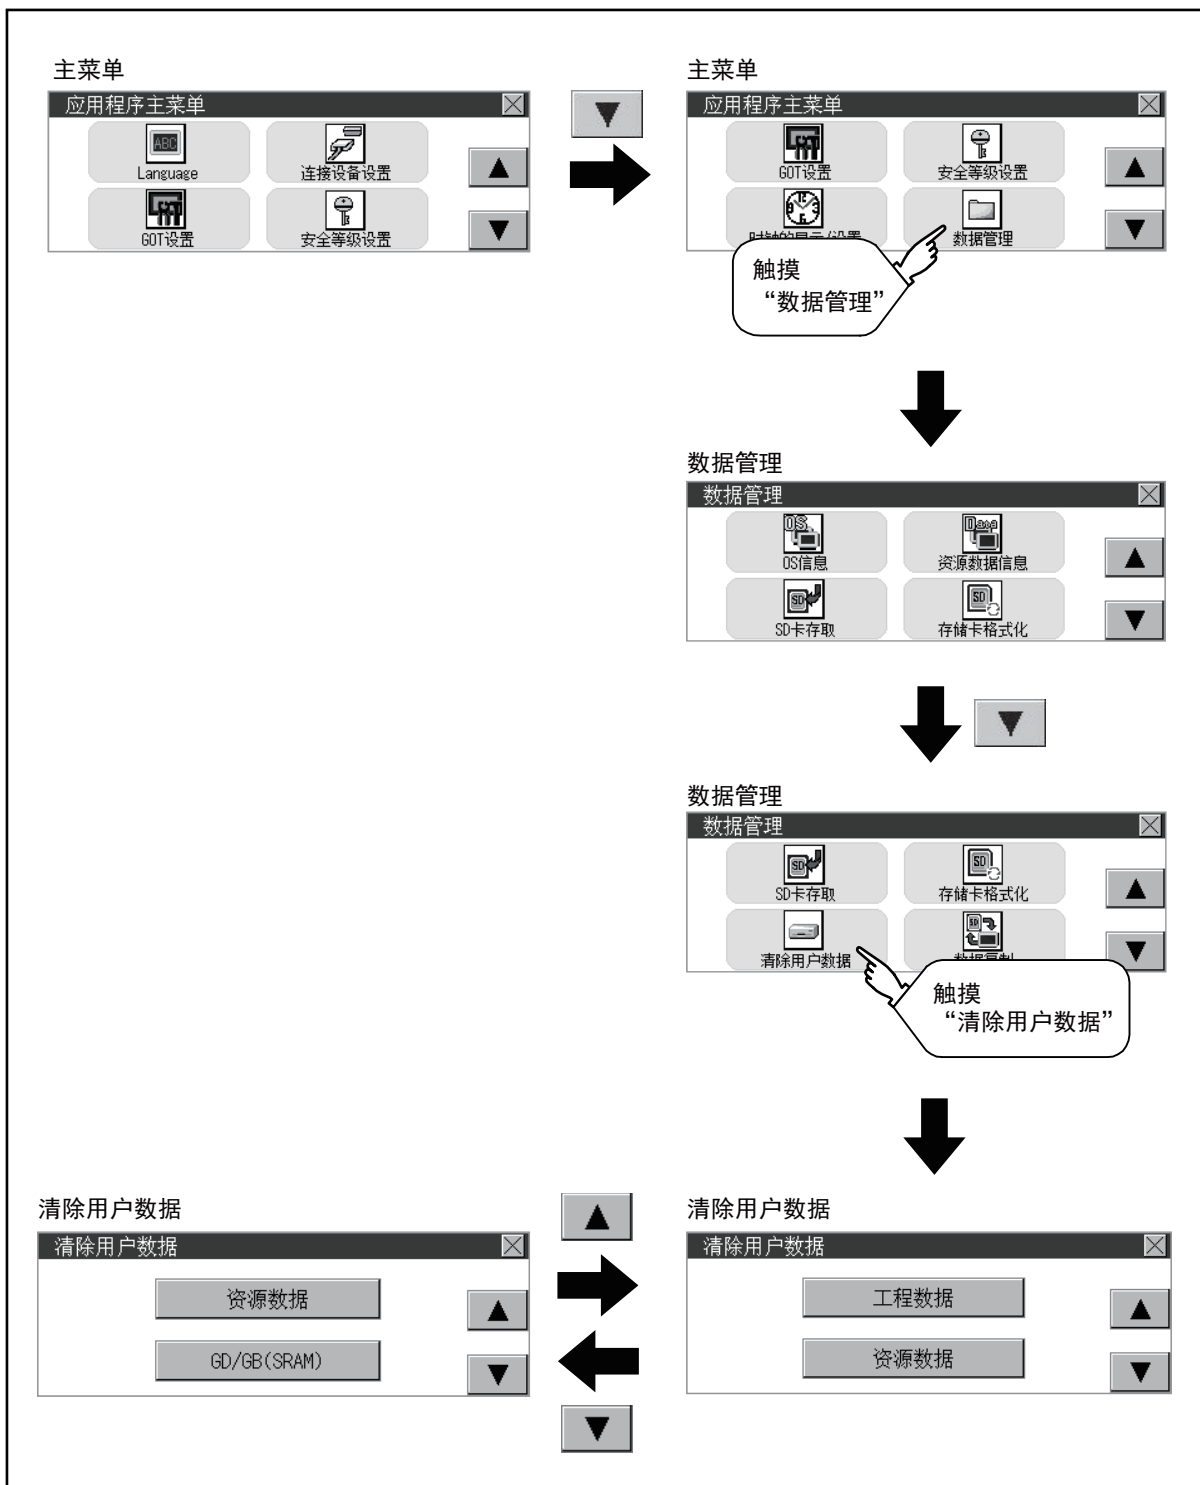 主菜单
应用程序主菜单
Language
连接设备设置
GOT设置
安全等级设置
主菜单
应用程序主菜单
GOT设置
安全等级设置
数据管理
触摸
“数据管理”
数据管理
数据管理
OS信息
资源数据信息
SD卡存取
存储卡格式化
数据管理
数据管理
SD卡存取
存储卡格式化
清除用户数据
触摸
“清除用户数据”
清除用户数据
清除用户数据
资源数据
GD/GB(SRAM)
清除用户数据
清除用户数据
工程数据
资源数据